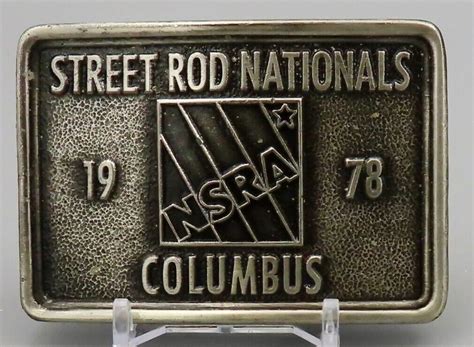 STREET ROD NATIONALS
19 78
NSRA
COLUMBUS